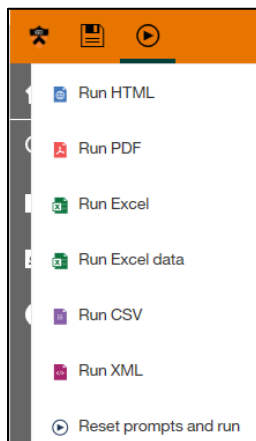 Run HTML
Run PDF
Run Excel
Run Excel data
Run CSV
Run XML
Reset prompts and run